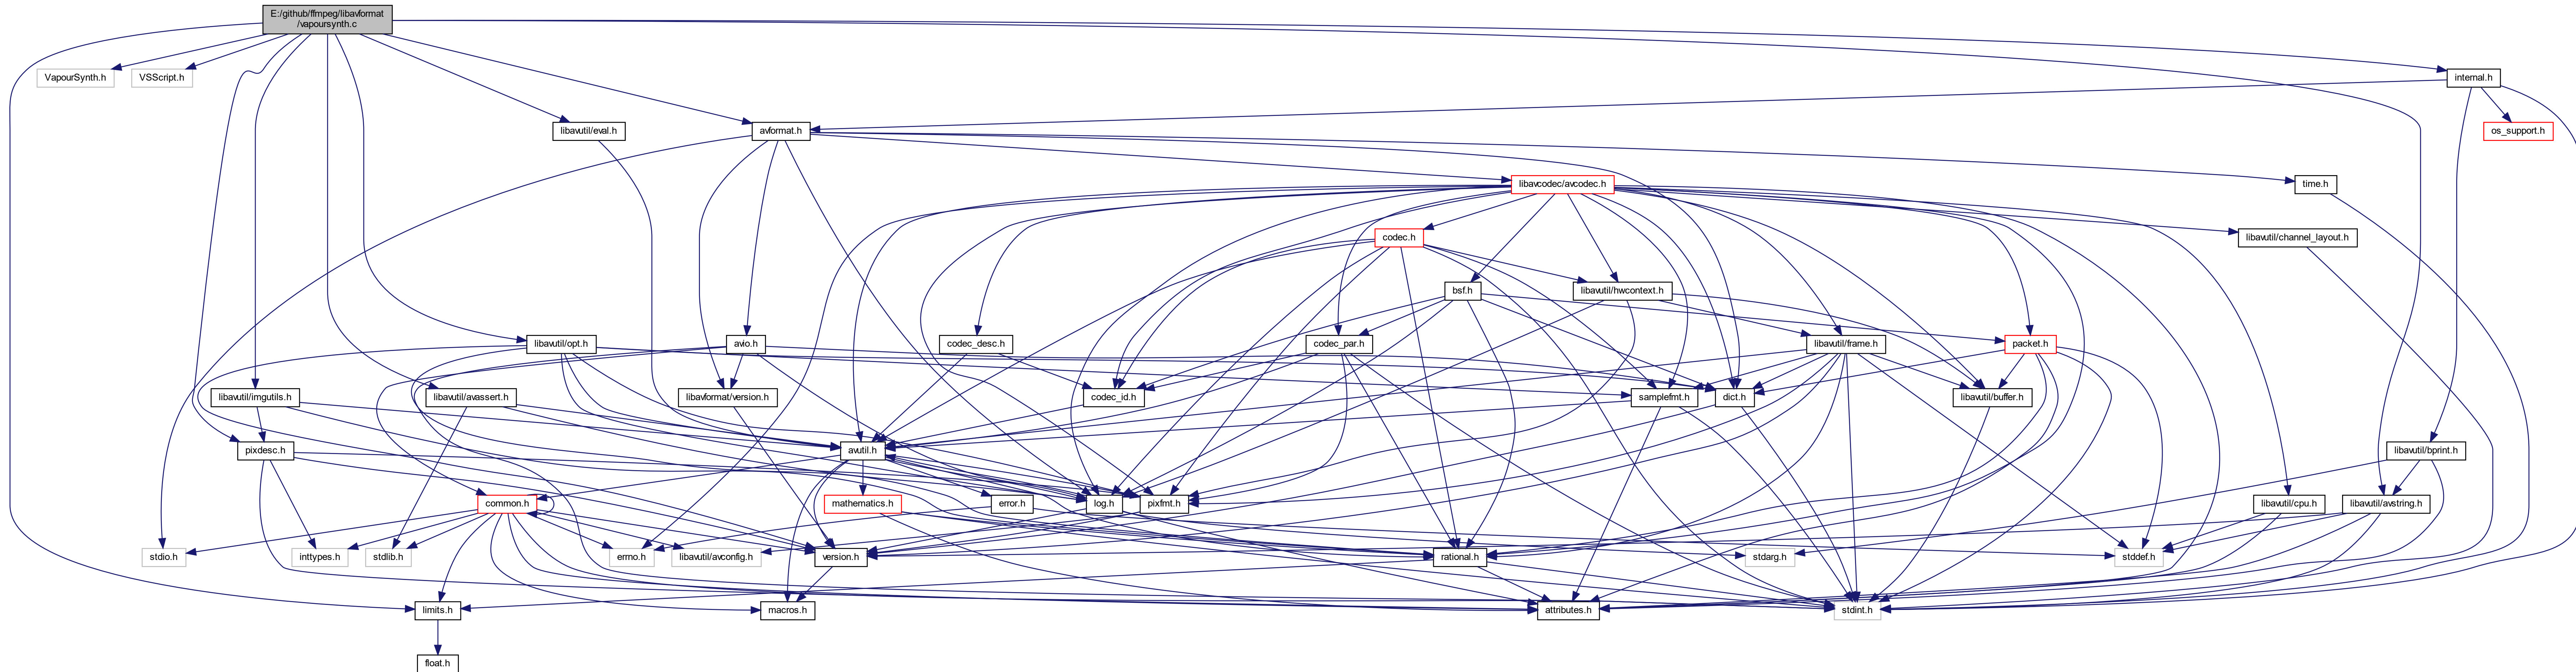 E:/github/ffmpeg/libavformat
/vapoursynth.c
VapourSynth.h
VSScript.h
internal.h
libavutil/eval.h
avformat.h
os_support.h
libavcodec/avcodec.h
time.h
codec.h
libavutil/channel_layout.h
bsf.h
libavutil/hwcontext.h
libavutil/opt.h
avio.h
codec_desc.h
codec_par.h
libavutil/frame.h
packet.h
libavutil/imgutils.h
libavutil/avassert.h
libavformat/version.h
codec_id.h
samplefmt.h
dict.h
libavutil/buffer.h
pixdesc.h
avutil.h
libavutil/bprint.h
common.h
mathematics.h
error.h
log.h
pixfmt.h
libavutil/cpu.h
libavutil/avstring.h
stdio.h
inttypes.h
stdlib.h
errno.h
libavutil/avconfig.h
version.h
rational.h
stdarg.h
stddef.h
limits.h
macros.h
attributes.h
stdint.h
float.h